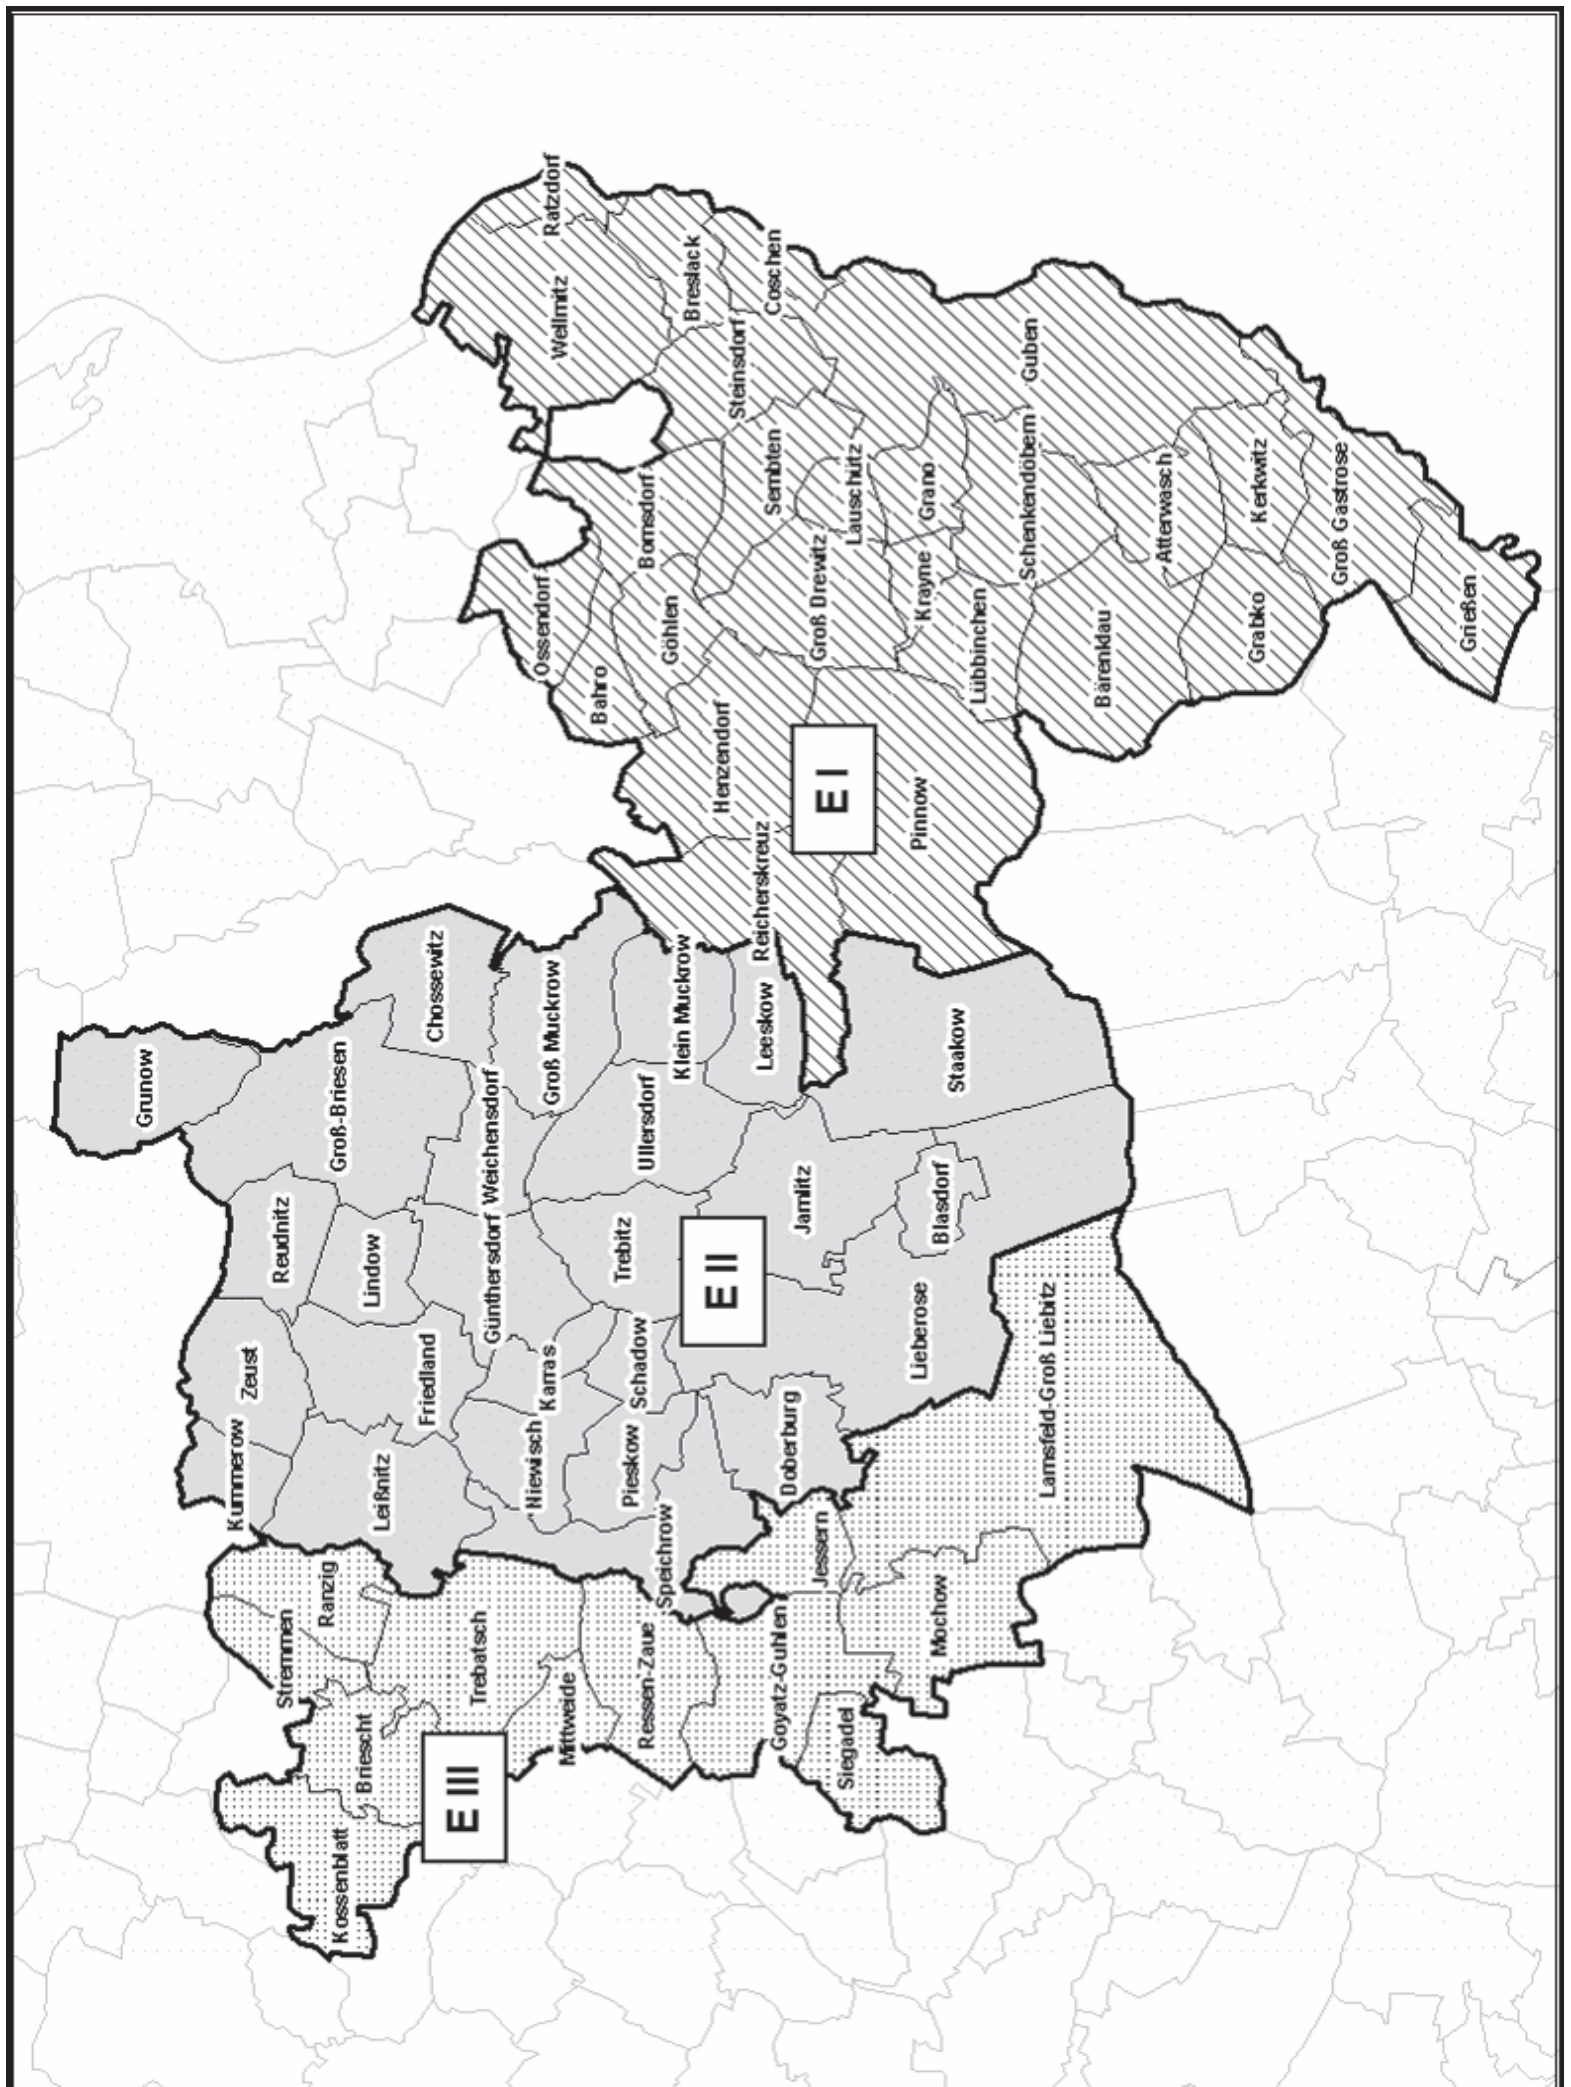 Grunow
Chossewitz
Groß-Briesen
Groß Muckrow
Klein Muckrow
Leeskow
Staakow
Reudnitz
Lindow
Weichensdorf
Günthersdorf
Ullersdorf
Trebitz
Jamlitz
Blasdorf
E II
Zeust
Friedland
Karras
Schadow
Lieberose
Kummerow
Leißnitz
Niewisch
Pieskow
Doberburg
Speichrow
Lamsfeld-Groß Liebitz
Ranzig
Stremmen
Trebatsch
Mittweide
Ressen-Zaue
Goyatz-Guhlen
Jessern
Mochow
Siegadel
Briescht
Kossenblatt
E III
Ratzdorf
Wellmitz
Breslack
Coschen
Steinsdorf
Guben
Bomsdorf
Sembten
Lauschütz
Grano
Schenkendöbern
Atterwasch
Kerkwitz
Groß Gastrose
Ossendorf
Bahro
Göhlen
Groß Drewitz
Krayne
Lübbinchen
Bärenklau
Grabko
Grießen
Henzendorf
E I
Reicherskreuz
Pinnow